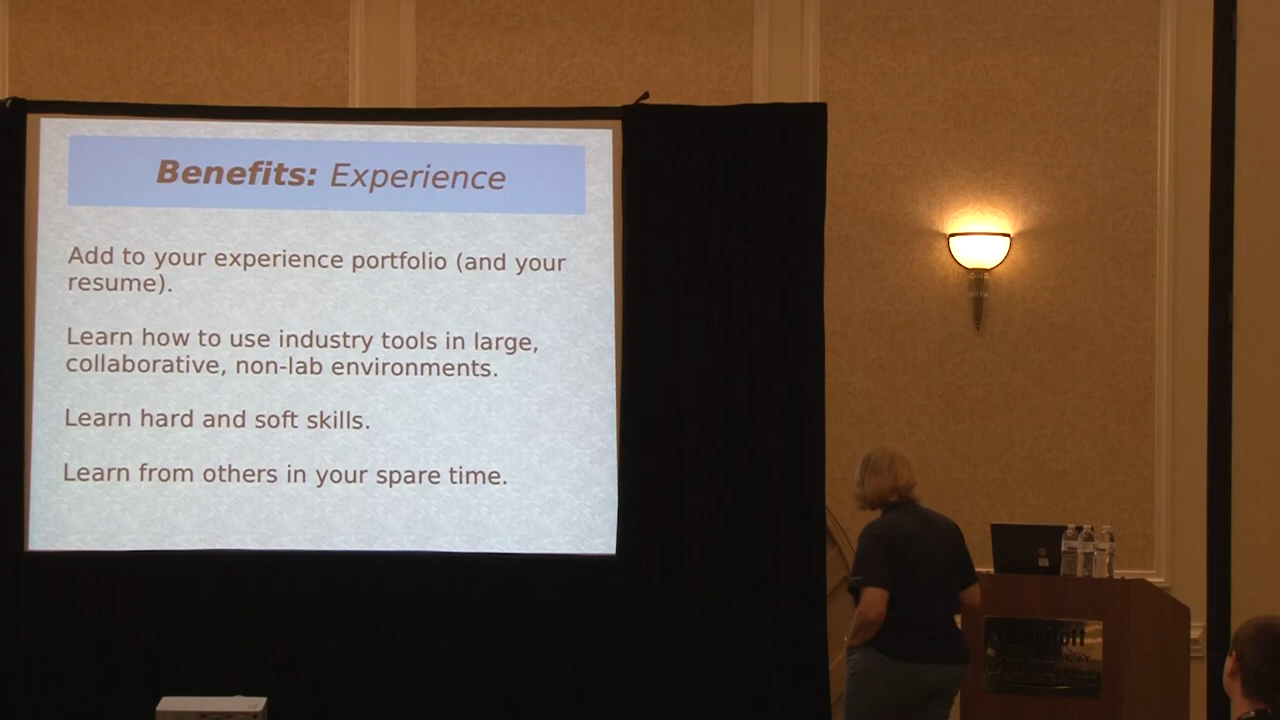 Benefits: Experience
Add to your experience portfolio (and your
resume).
Learn how to use industry tools in large,
collaborative, non-lab environments.
Learn hard and soft skills.
Learn from others in your spare time.
Marriott